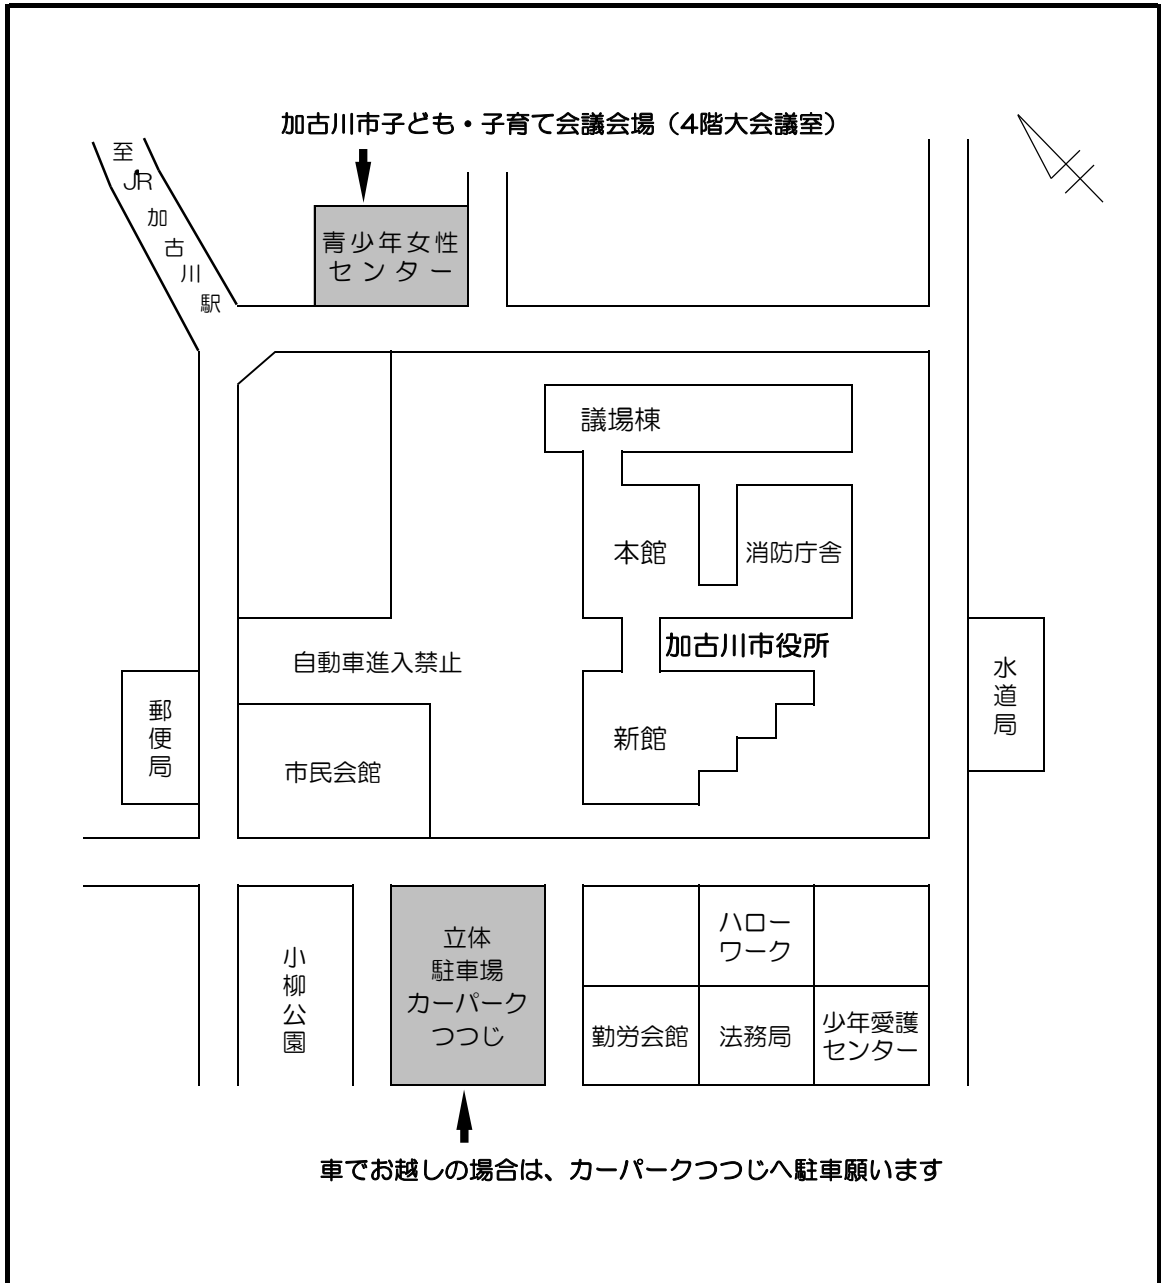 加古川市子ども・子育て会議会場（4階大会議室）
至JR加古川駅
青少年女性
センター
議場棟
本館
消防庁舎
加古川市役所
自動車進入禁止
水道局
郵便局
新館
市民会館
ハロー
ワーク
立体
駐車場
カーパーク
つつじ
小柳公園
勤労会館
法務局
少年愛護
センター
車でお越しの場合は、カーパークつつじへ駐車願います